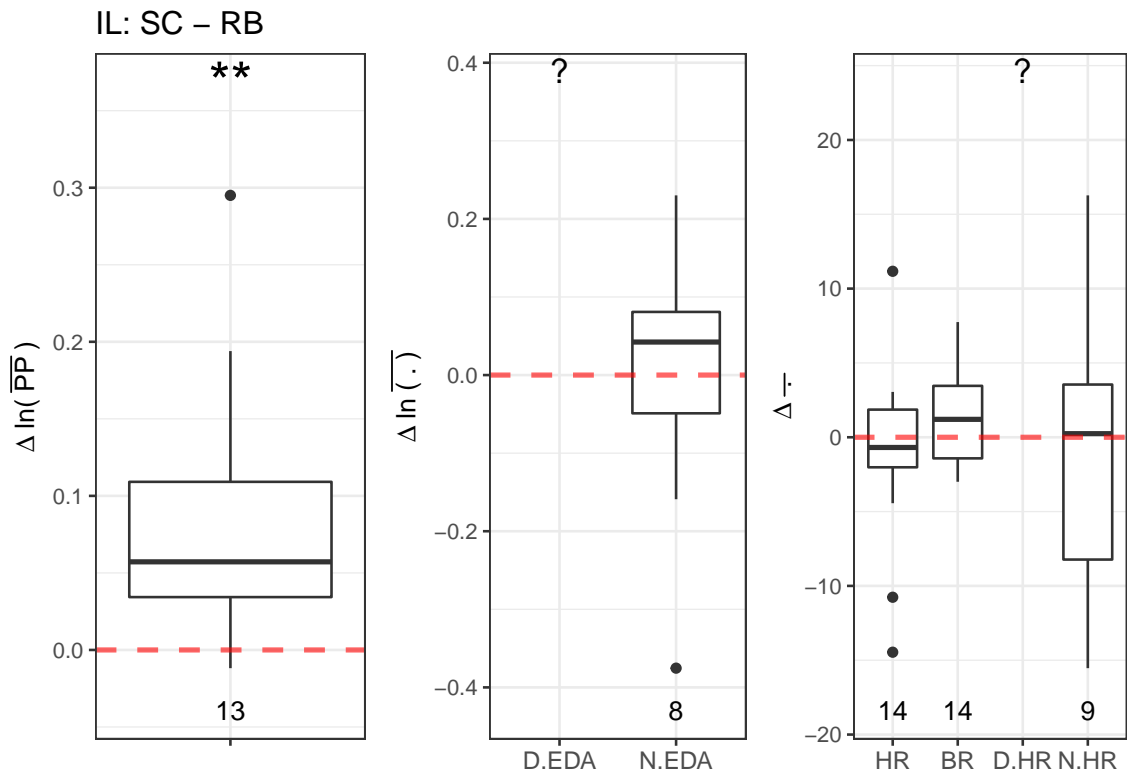 IL: SC – RB
**
0.3
0.2
0.1
0.0
Δ ln( P̅P̅ )
13
?
0.4
0.2
0.0
−0.2
−0.4
Δ ln ( . )
8
D.EDA N.EDA
?
20
10
0
−10
−20
Δ .
14 14 9
HR BR D.HR N.HR